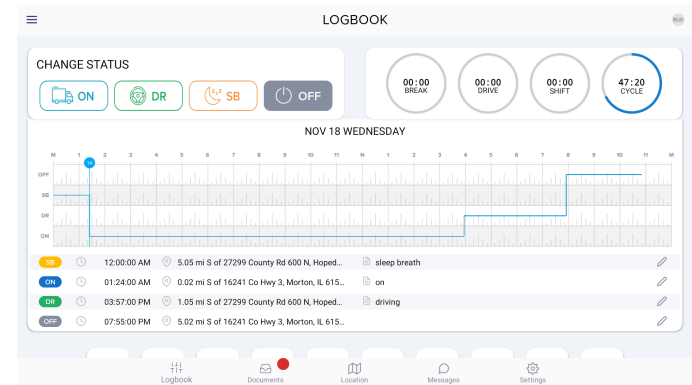 LOGBOOK
CHANGE STATUS
ON DR SB OFF
00:00 BREAK
00:00 DRIVE
00:00 SHIFT
47:20 CYCLE
NOV 18 WEDNESDAY
M 1 2 3 4 5 6 7 8 9 10 11 N 1 2 3 4 5 6 7 8 9 10 11 M
14
OFF
SB
DR
ON
SB 12:00:00 AM 5.05 mi S of 27299 County Rd 600 N, Hoped... sleep breath
ON 01:24:00 AM 0.02 mi S of 16241 Co Hwy 3, Morton, IL 615... on
DR 03:57:00 PM 1.05 mi S of 27299 County Rd 600 N, Hoped... driving
OFF 07:55:00 PM 5.02 mi S of 16241 Co Hwy 3, Morton, IL 615...
Logbook Documents Location Messages Settings